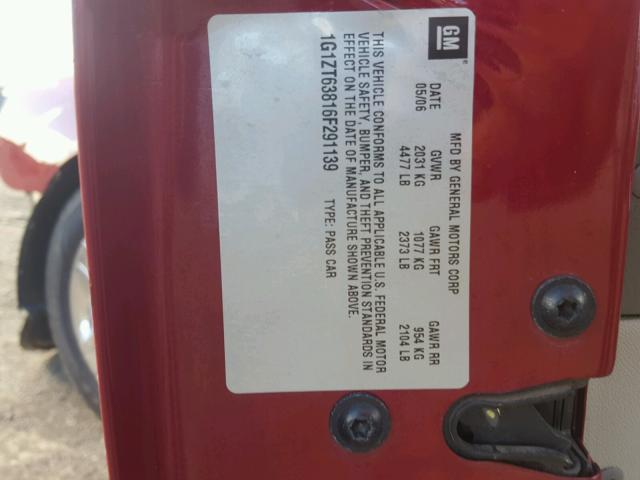 GM
MFD BY GENERAL MOTORS CORP
DATE GVWR GAWR FRT GAWR RR
05/06 2031 KG 1077 KG 954 KG
4477 LB 2373 LB 2104 LB
THIS VEHICLE CONFORMS TO ALL APPLICABLE U.S. FEDERAL MOTOR
VEHICLE SAFETY, BUMPER, AND THEFT PREVENTION STANDARDS IN
EFFECT ON THE DATE OF MANUFACTURE SHOWN ABOVE.
1G1ZT63816F291139 TYPE: PASS CAR